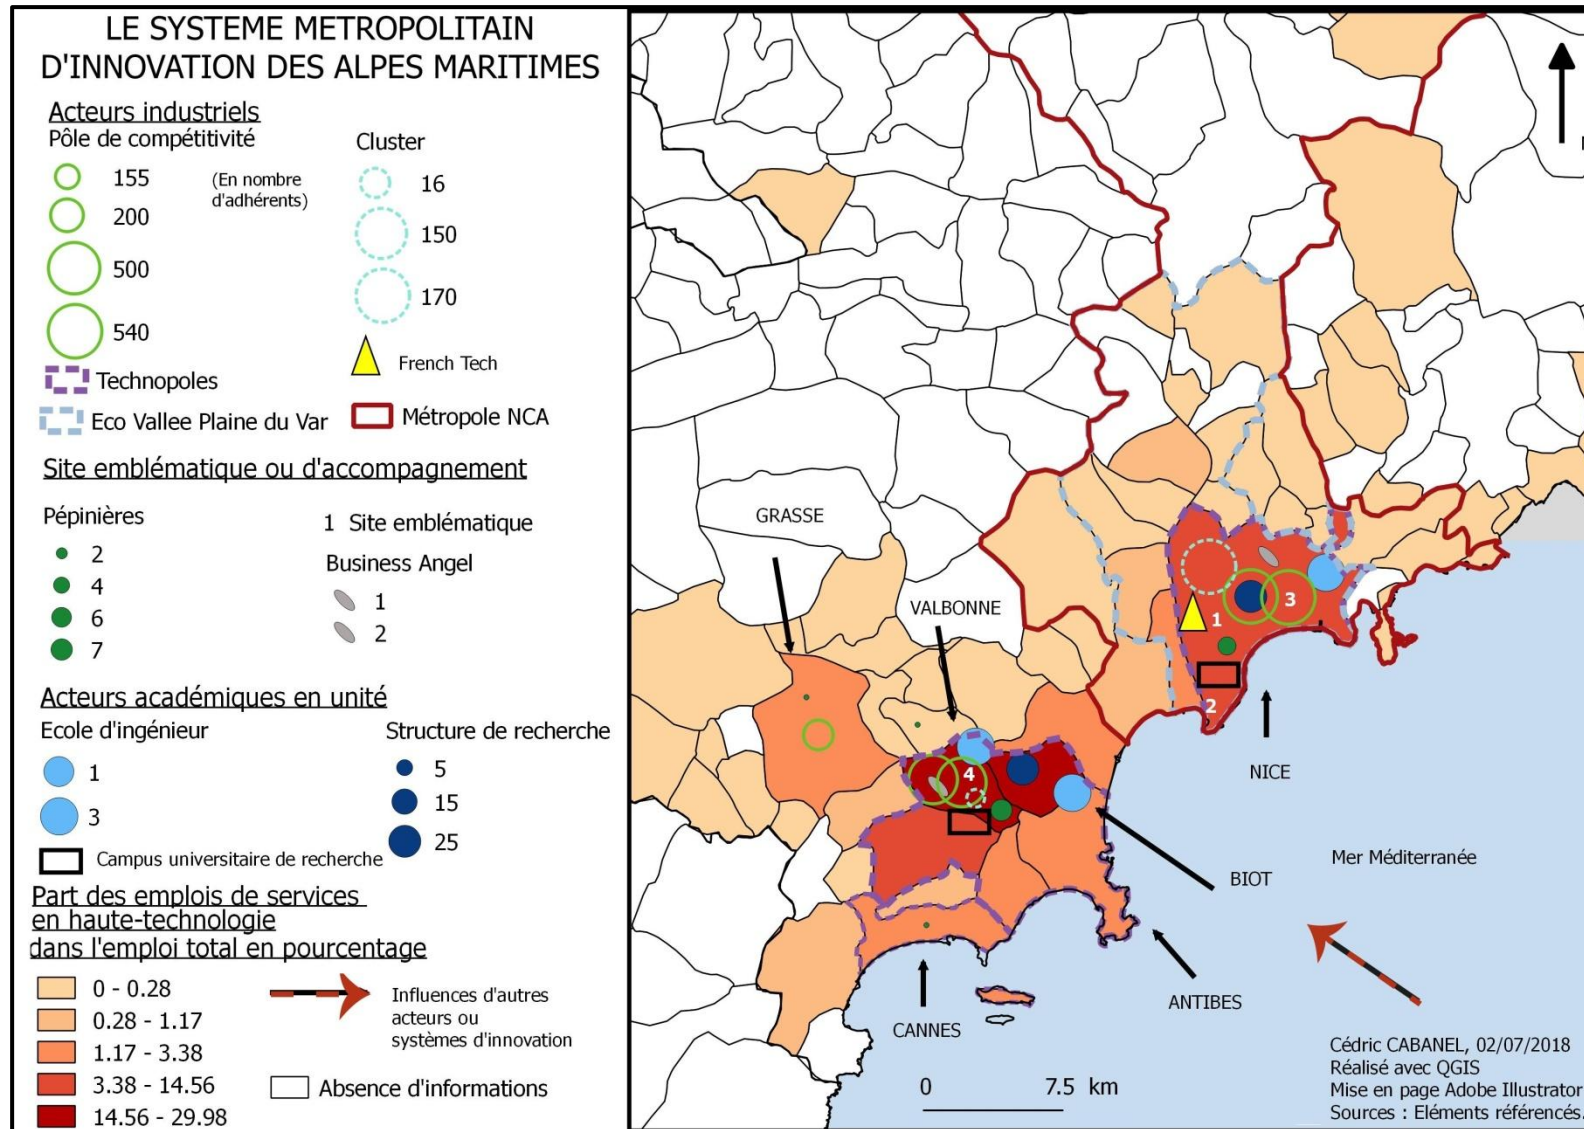 LE SYSTEME METROPOLITAIN
D'INNOVATION DES ALPES MARITIMES
Acteurs industriels
Pôle de compétitivité
155
(En nombre
d'adhérents)
200
500
540
Cluster
16
150
170
French Tech
Technopoles
Eco Vallee Plaine du Var
Métropole NCA
Site emblématique ou d'accompagnement
Pépinières
2
4
6
7
1 Site emblématique
Business Angel
1
2
Acteurs académiques en unité
Ecole d'ingénieur
1
3
Structure de recherche
5
15
25
Campus universitaire de recherche
Part des emplois de services
en haute-technologie
dans l'emploi total en pourcentage
0 - 0.28
0.28 - 1.17
1.17 - 3.38
3.38 - 14.56
14.56 - 29.98
Influences d'autres
acteurs ou
systèmes d'innovation
Absence d'informations
GRASSE
VALBONNE
3
1
2
NICE
4
BIOT
Mer Méditerranée
ANTIBES
CANNES
0 7.5 km
Cédric CABANEL, 02/07/2018
Réalisé avec QGIS
Mise en page Adobe Illustrator
Sources : Eléments référencés.